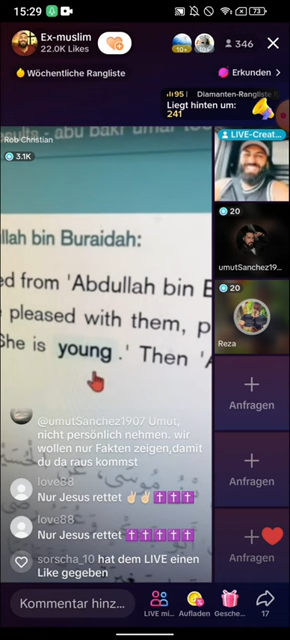 15:29
73
Ex-muslim
22.0K Likes
10+
10+
346
Wöchentliche Rangliste
Erkunden >
95 | Diamanten-Rangliste
Liegt hinten um:
241
- abu bakr umar
Rob Christian
3.1K
LIVE-Creat...
llah bin Buraidah:
ed from 'Abdullah bin B
pleased with them, p
She is young.' Then 'A
20
umutSanchez19...
20
Reza
Anfragen
Anfragen
Anfragen
@umutSanchez1907 Umut,
nicht persönlich nehmen. wir
wollen nur Fakten zeigen,damit
du da raus kommst
love88
Nur Jesus rettet ✌🏼✌🏼✝️✝️✝️
love88
Nur Jesus rettet ✝️✝️✝️✝️✝️
sorscha_10 hat dem LIVE einen
Like gegeben
Kommentar hinz...
LIVE mi...
Aufladen
Gesche...
17